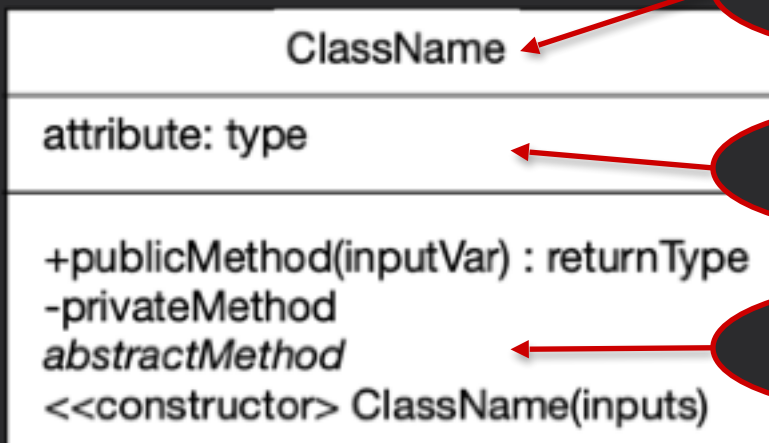 ClassName
attribute: type
+publicMethod(inputVar) : returnType
-privateMethod
abstractMethod
<<constructor> ClassName(inputs)